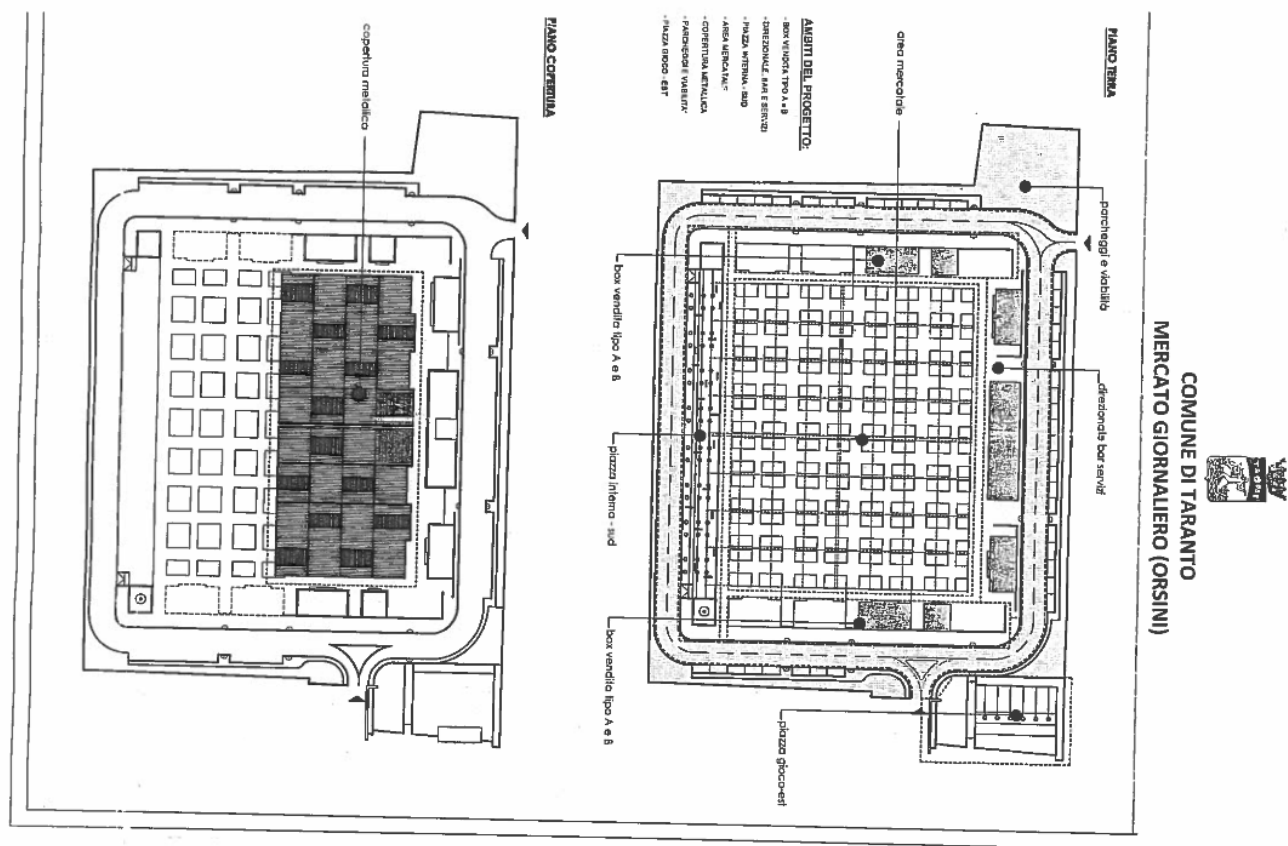 COMUNE DI TARANTO
MERCATO GIORNALIERO (ORSINI)
PIANO TERRA
parcheggi e viabilità
direzionale bar servizi
area mercatale
AMBITI DEL PROGETTO:
- BOX VENDITA TIPO A e B
- DIREZIONALE, BAR E SERVIZI
- PIAZZA INTERNA - SUD
- AREA MERCATALE
- COPERTURA METALLICA
- PARCHEGGI E VIABILITA'
- PIAZZA GIOCO - EST
box vendita tipo A e B
piazza interna - sud
box vendita tipo A e B
piazza gioco-est
PIANO COPERTURA
copertura metallica